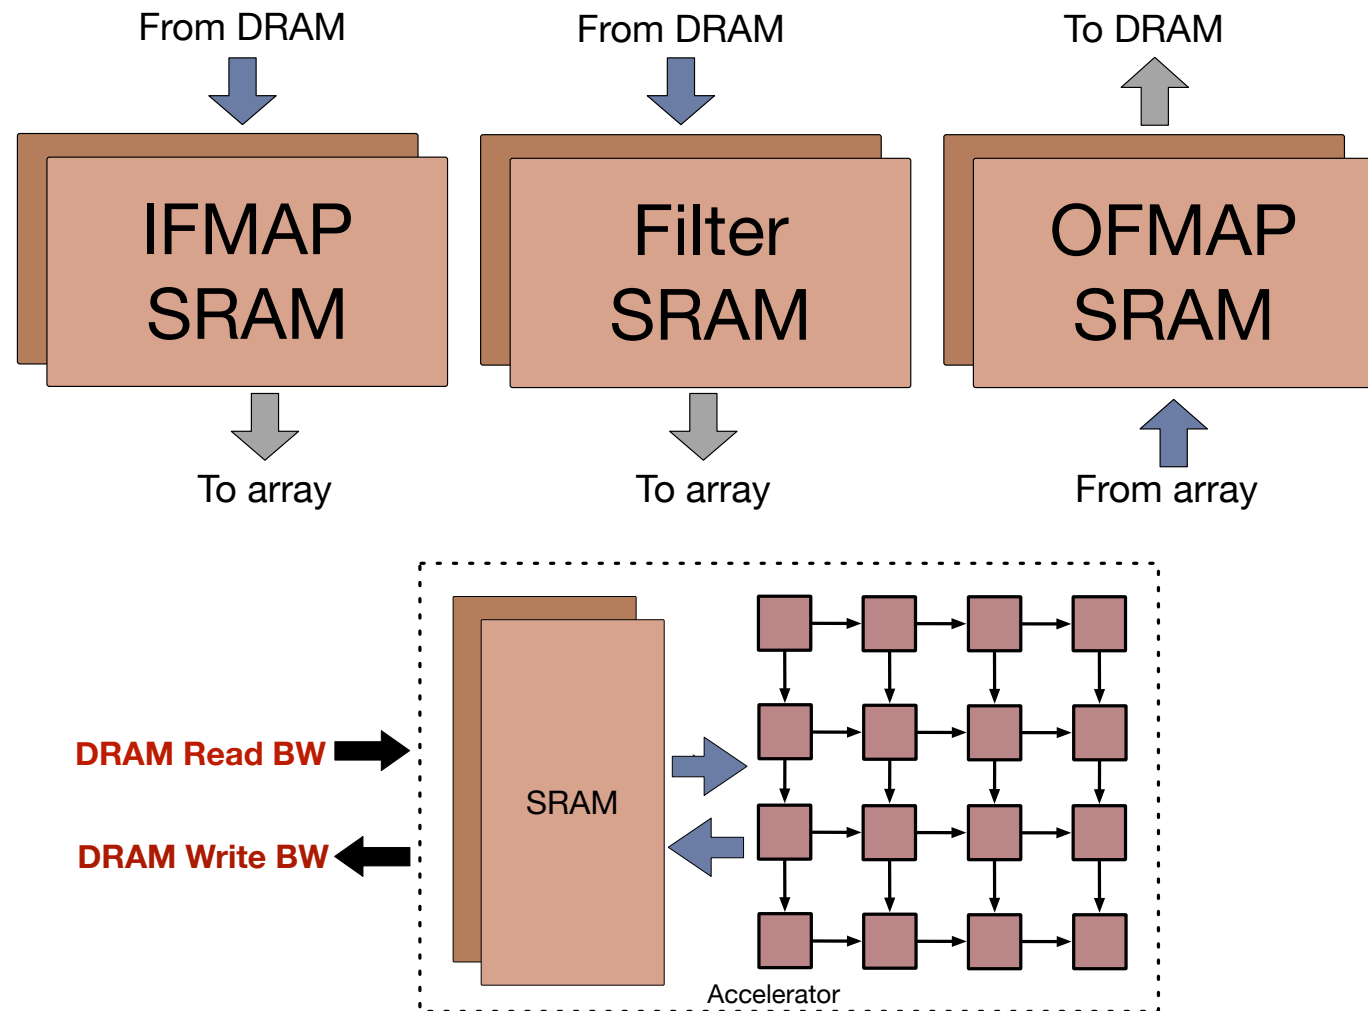 From DRAM
From DRAM
To DRAM
IFMAP
SRAM
Filter
SRAM
OFMAP
SRAM
To array
To array
From array
DRAM Read BW
SRAM
DRAM Write BW
Accelerator